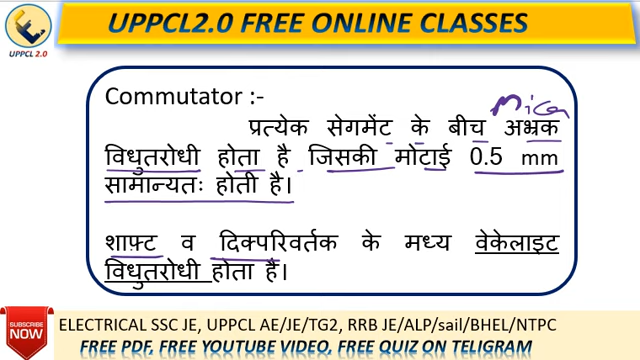 UPPCL2.0 FREE ONLINE CLASSES
UPPCL 2.0
Commutator :-
Mica
प्रत्येक सेगमेंट के बीच अभ्रक
विधुतरोधी होता है जिसकी मोटाई 0.5 mm
सामान्यतः होती है।
शाफ़्ट व दिक्परिवर्तक के मध्य वेकेलाइट
विधुतरोधी होता है।
SUBSCRIBE
NOW
ELECTRICAL SSC JE, UPPCL AE/JE/TG2, RRB JE/ALP/sail/BHEL/NTPC
FREE PDF, FREE YOUTUBE VIDEO, FREE QUIZ ON TELIGRAM